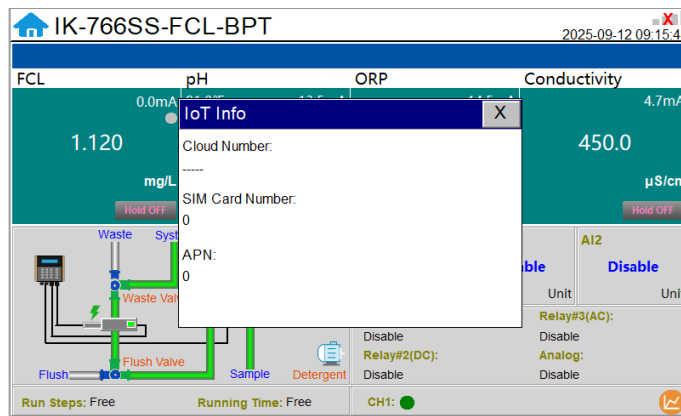 IK-766SS-FCL-BPT
X
2025-09-12 09:15:4
FCL
pH
ORP
Conductivity
0.0mA
4.7mA
IoT Info
X
1.120
450.0
Cloud Number:
-----
mg/L
µS/cm
SIM Card Number:
0
Hold OFF
Hold OFF
APN:
0
Waste
Syst
AI2
ble
Disable
Unit
Uni
Waste Val
Relay#3(AC):
Disable
Disable
Relay#2(DC):
Analog:
Disable
Disable
Flush Valve
Flush
Sample
Detergent
Run Steps: Free
Running Time: Free
CH1: